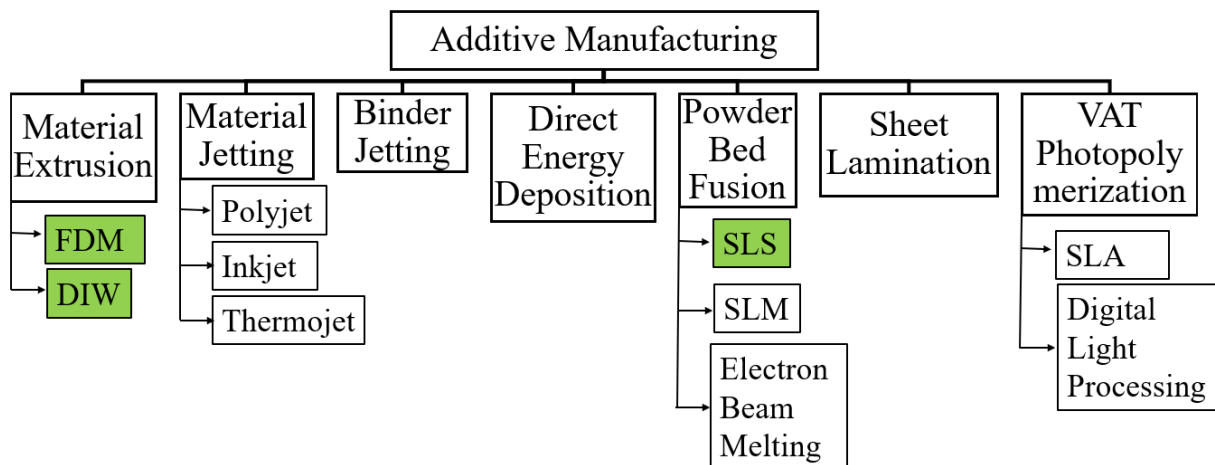 Additive Manufacturing
Material
Extrusion
FDM
DIW
Material
Jetting
Polyjet
Inkjet
Thermojet
Binder
Jetting
Direct
Energy
Deposition
Powder
Bed
Fusion
SLS
SLM
Electron
Beam
Melting
Sheet
Lamination
VAT
Photopoly
merization
SLA
Digital
Light
Processing